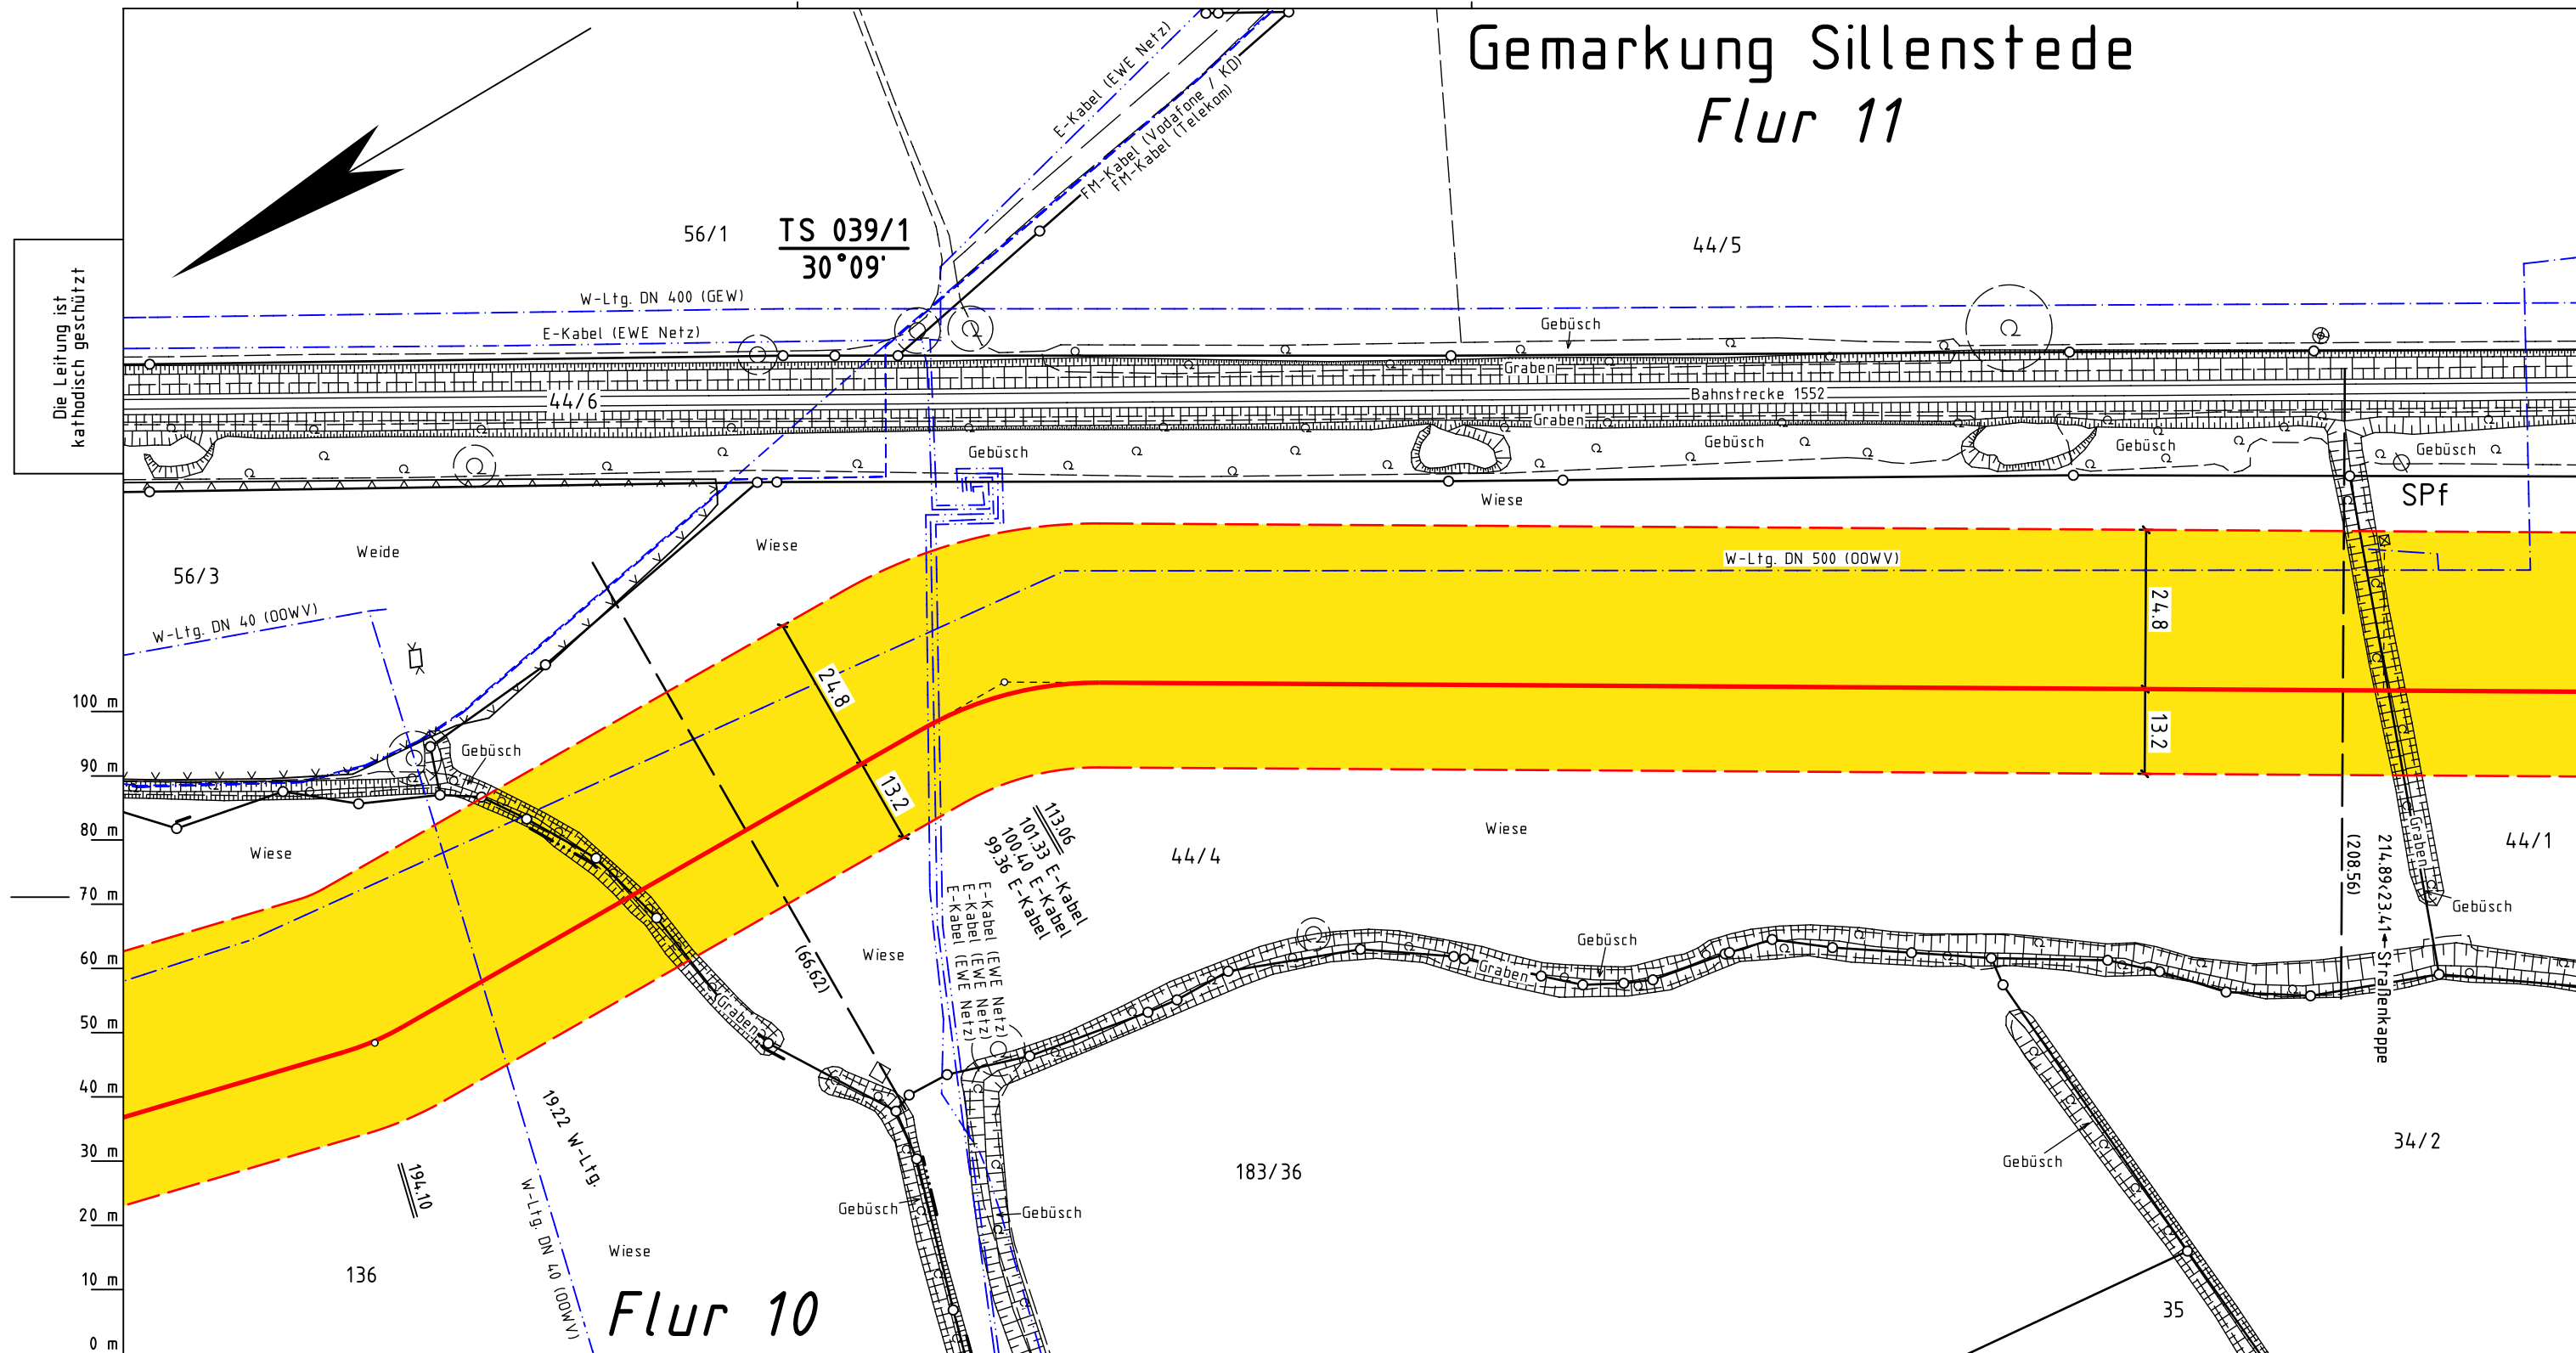 Gemarkung Sillenstede
Flur 11
E-Kabel (EWE Netz)
FM-Kabel (Vodafone / KD)
FM-Kabel (Telekom)
56/1
TS 039/1
30°09'
44/5
Die Leitung ist
kathodisch geschützt
W-Ltg. DN 400 (GEW)
E-Kabel (EWE Netz)
Gebüsch
Graben
44/6
Bahnstrecke 1552
Graben
Gebüsch
Gebüsch
Gebüsch
Gebüsch
Wiese
SPf
Weide
Wiese
56/3
W-Ltg. DN 500 (OOWV)
W-Ltg. DN 40 (OOWV)
24.8
24.8
13.2
13.2
100 m
90 m
80 m
70 m
60 m
50 m
40 m
30 m
20 m
10 m
0 m
Gebüsch
Wiese
113.06
101.33 E-Kabel
100.40 E-Kabel
99.36 E-Kabel
Wiese
44/4
44/1
Graben
(208.56)
214.89<23.41 Straßenkappe
Gebüsch
E-Kabel (EWE Netz)
E-Kabel (EWE Netz)
E-Kabel (EWE Netz)
(66.62)
Wiese
Gebüsch
Graben
Graben
19.22 W-Ltg.
194.10
W-Ltg. DN 40 (OOWV)
183/36
34/2
Gebüsch
Gebüsch
Gebüsch
Wiese
136
Flur 10
35